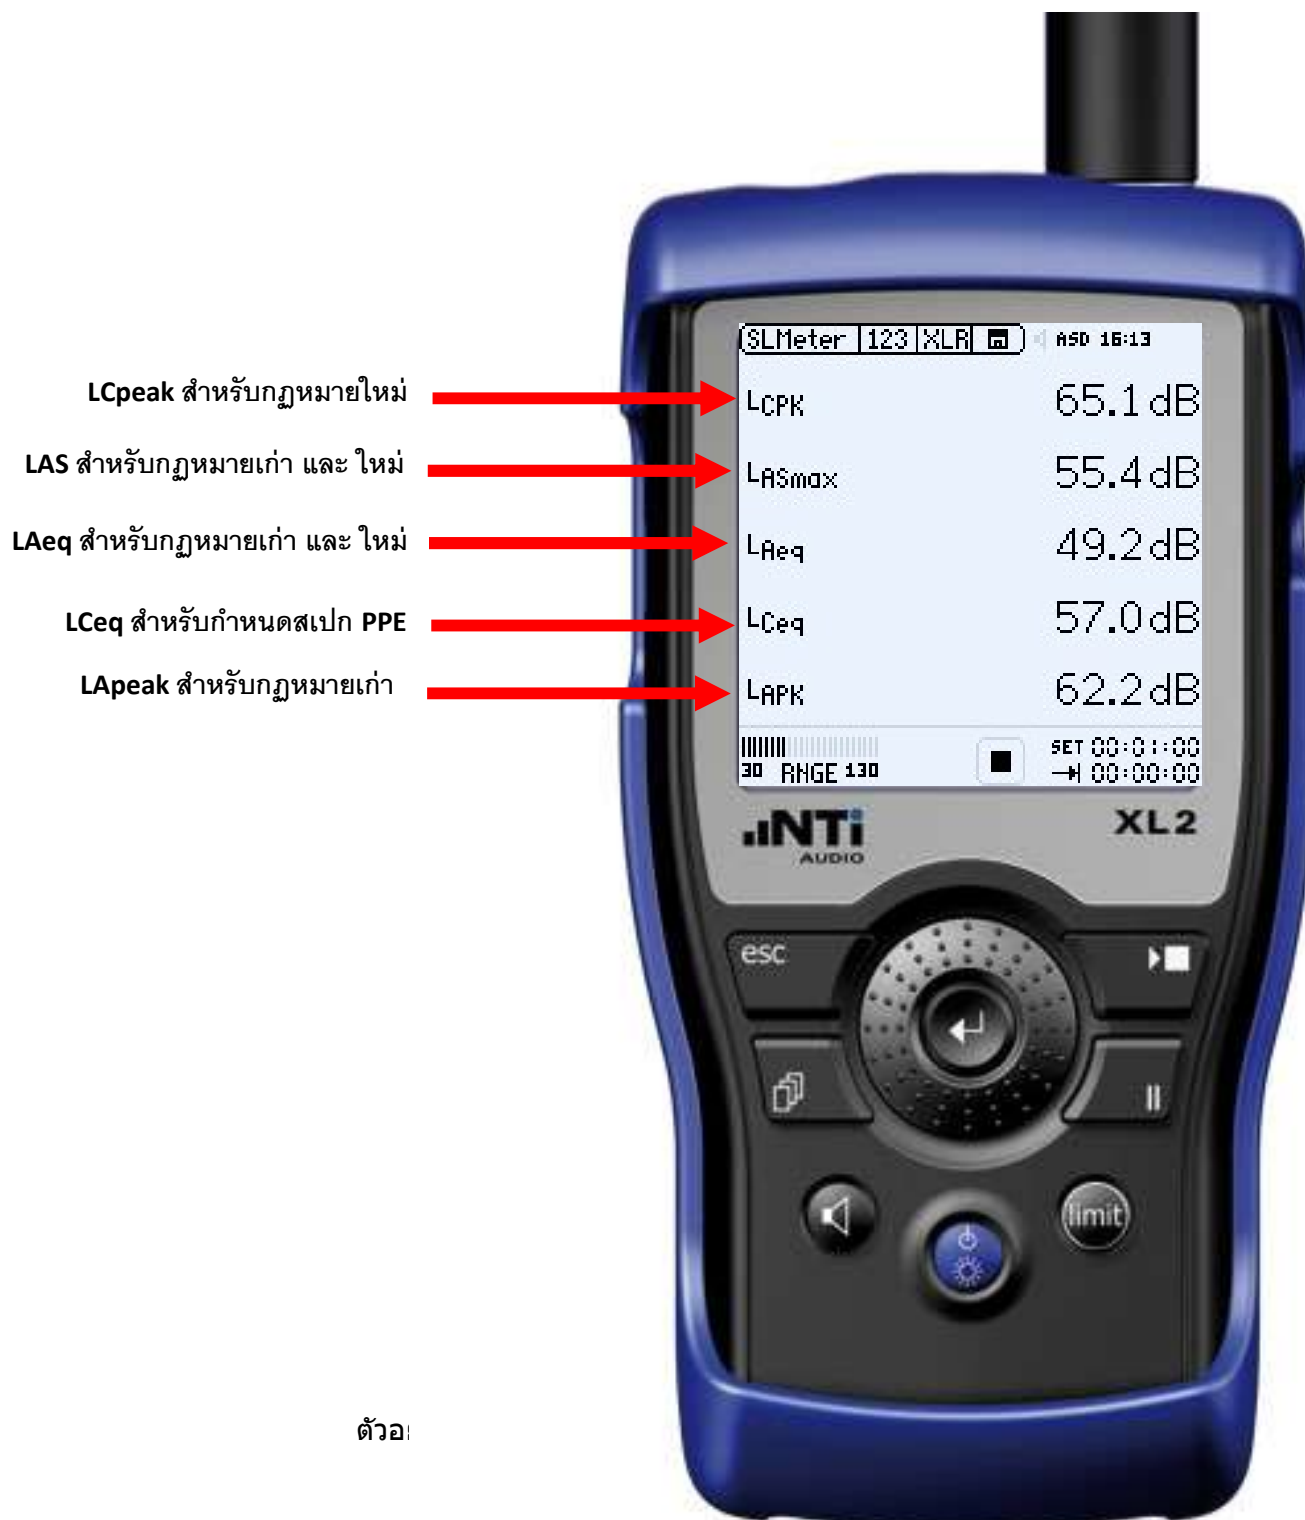 SLMeter 123 XLR ASD 16:13
LCpeak สำหรับกฏหมายใหม่
LCPK 65.1 dB
LAS สำหรับกฏหมายเก่า และ ใหม่
LASmax 55.4 dB
LAeq สำหรับกฏหมายเก่า และ ใหม่
LAeq 49.2 dB
LCeq สำหรับกำหนดสเปก PPE
LCeq 57.0 dB
LApeak สำหรับกฏหมายเก่า
LAPK 62.2 dB
SET 00:01:00
30 RNGE 130 00:00:00
NTi
AUDIO
XL2
esc
limit